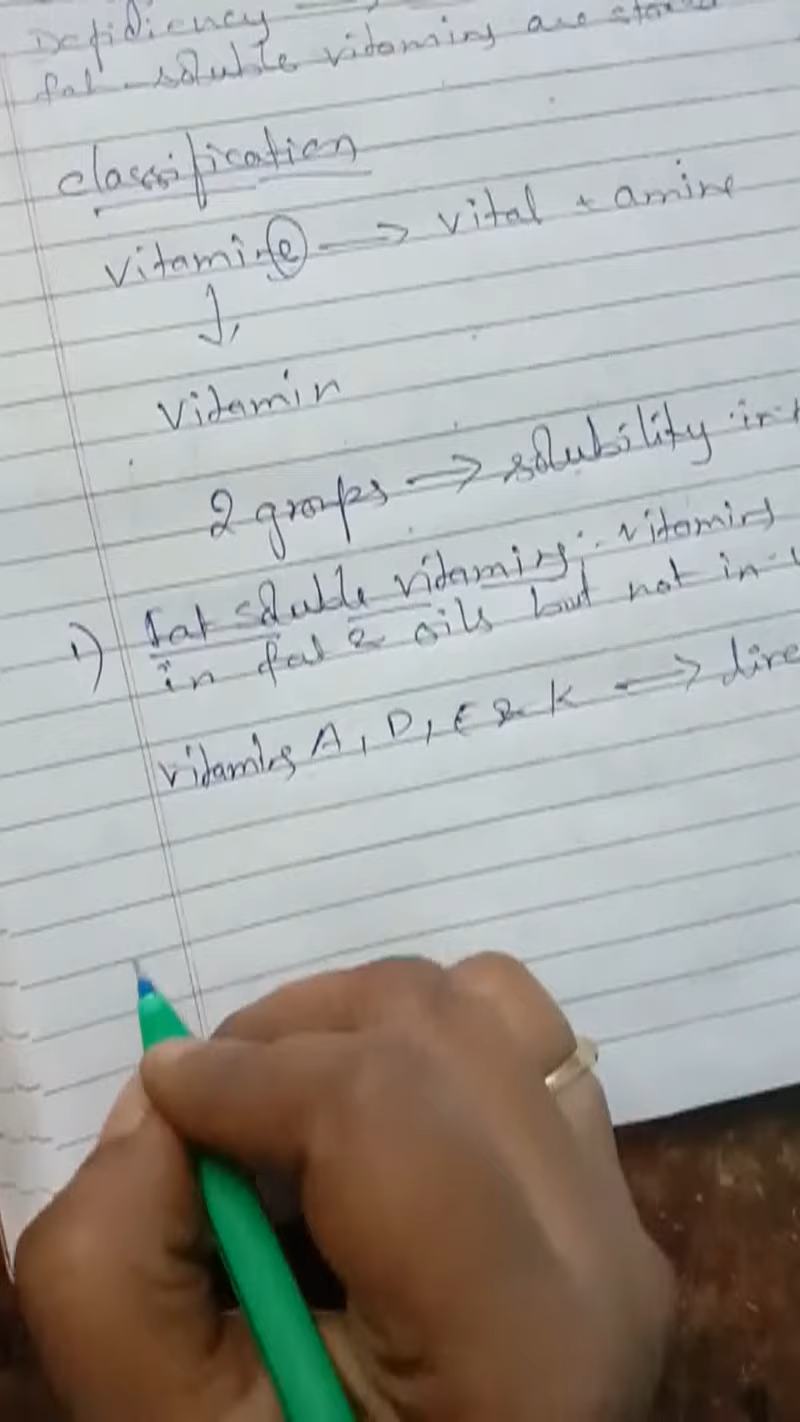 Deficiency
fat-soluble vitamins are
classification
vitamine → vital + amine
↓
vitamin
2 groups → solubility in
1) fat soluble vitamins: vitamins
in fat & oils but not in
vitamins A, D, E & K →